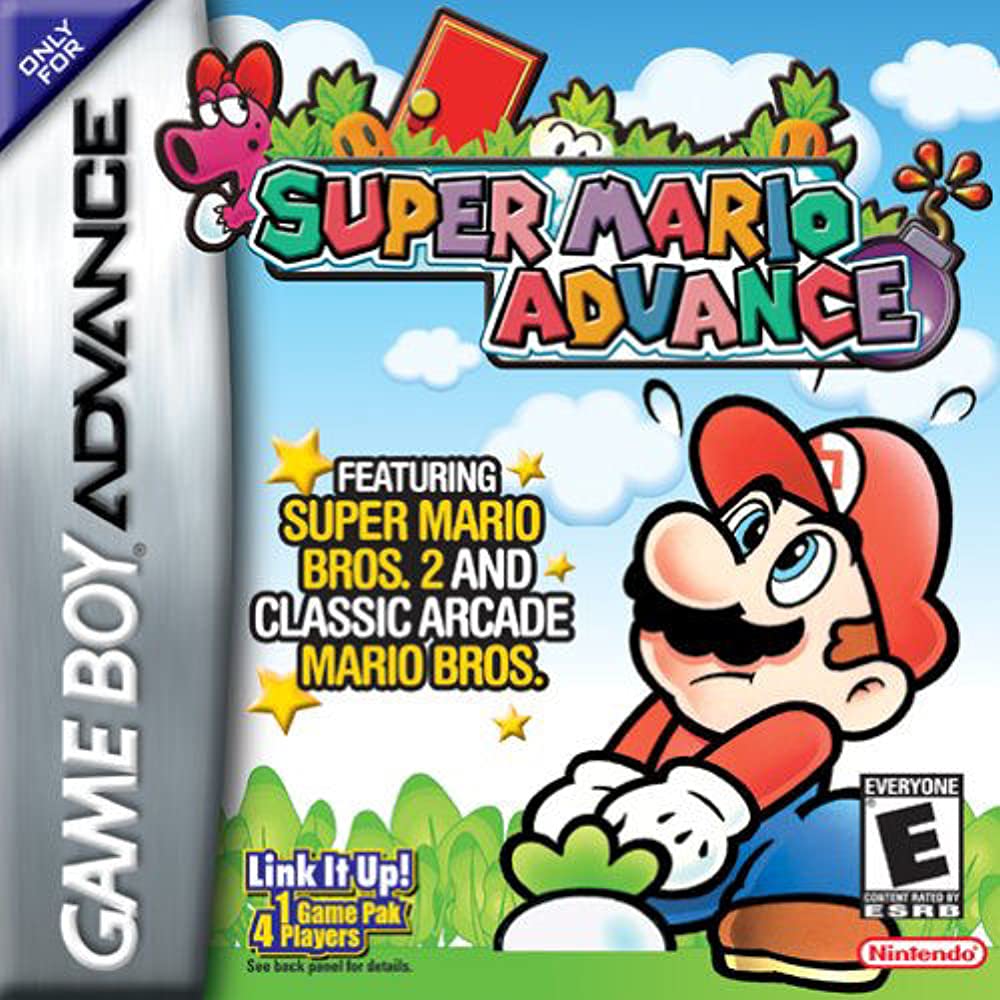 ONLY
FOR
GAME BOY ADVANCE
®
SUPER MARIO
ADVANCE
FEATURING
SUPER MARIO
BROS. 2 AND
CLASSIC ARCADE
MARIO BROS.
Link It Up!
1 Game Pak
4 Players
See back panel for details.
EVERYONE
E
®
CONTENT RATED BY
ESRB
Nintendo®